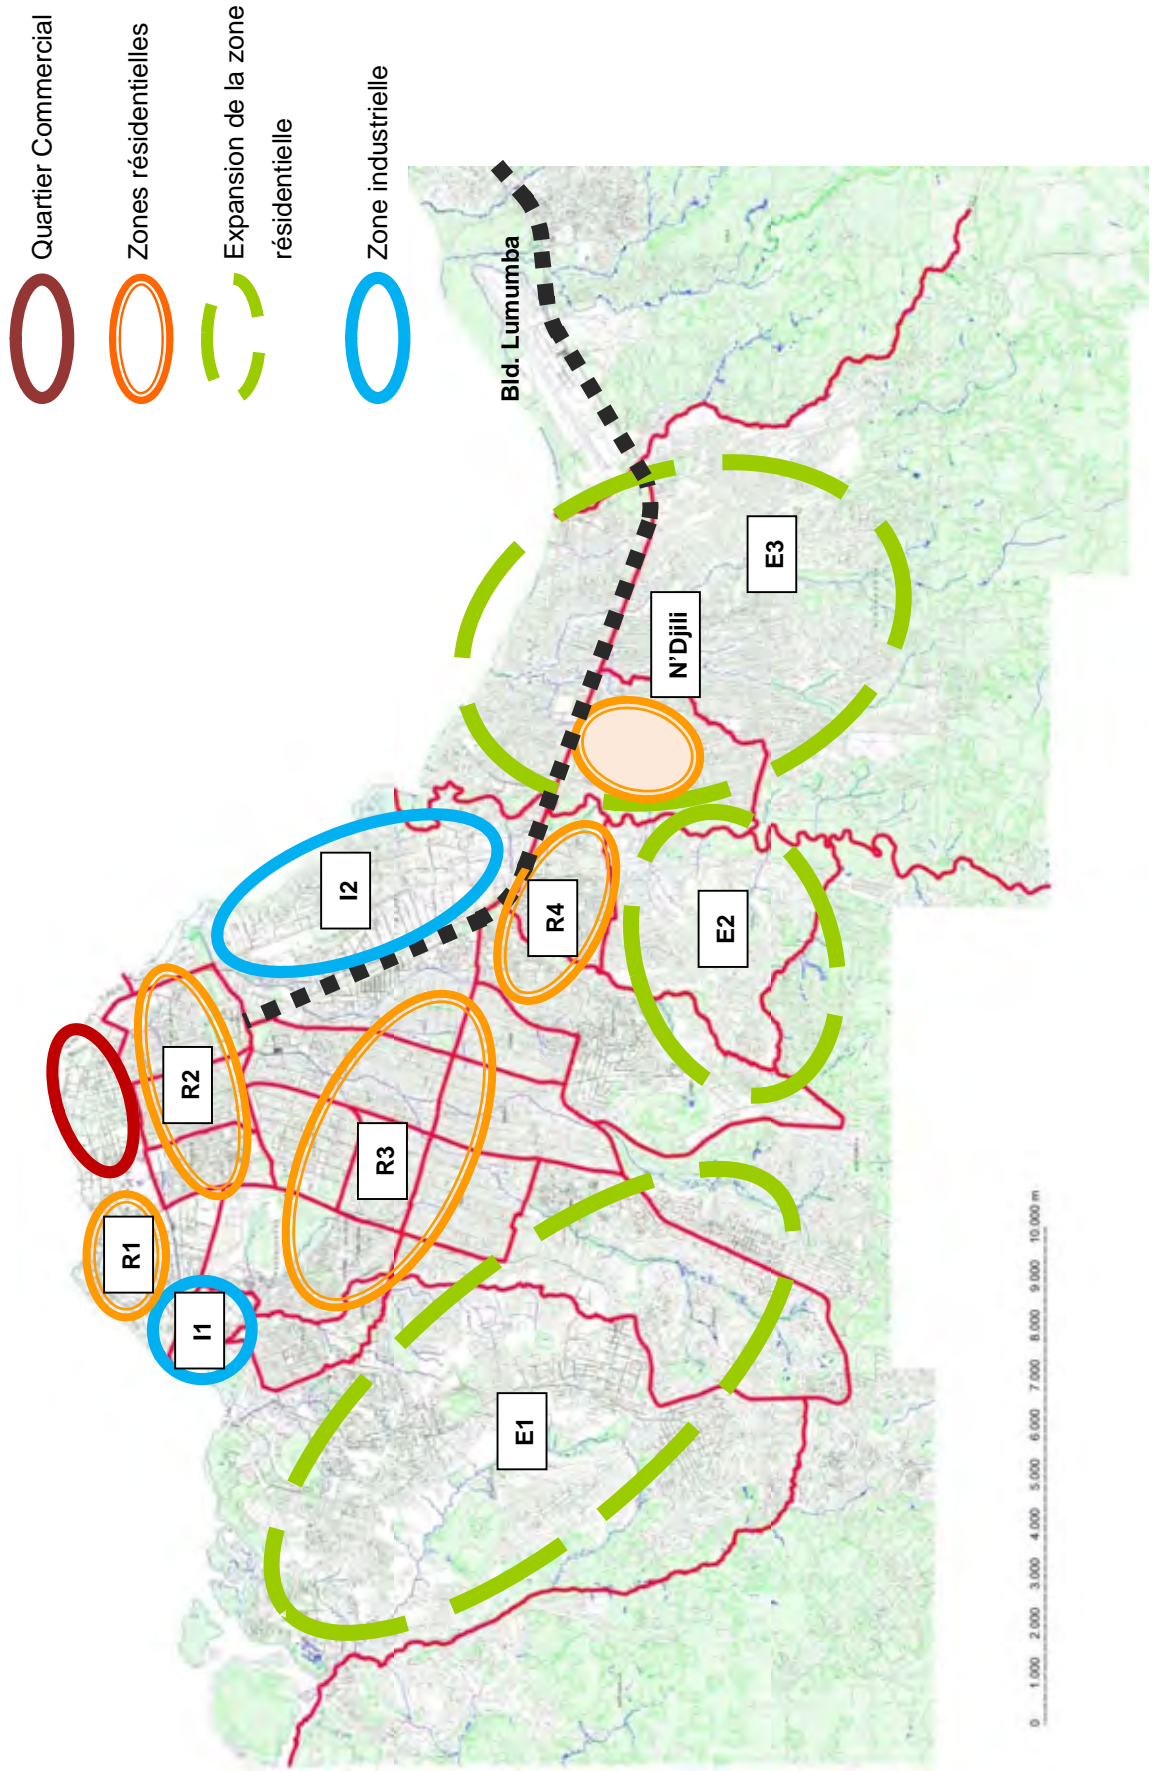 Quartier Commercial
Zones résidentielles
Expansion de la zone
résidentielle
Zone industrielle
Bld. Lumumba
R1
R2
I1
I2
R3
R4
N'Djili
E1
E2
E3
0 1.000 2.000 3.000 4.000 5.000 6.000 7.000 8.000 9.000 10.000 m